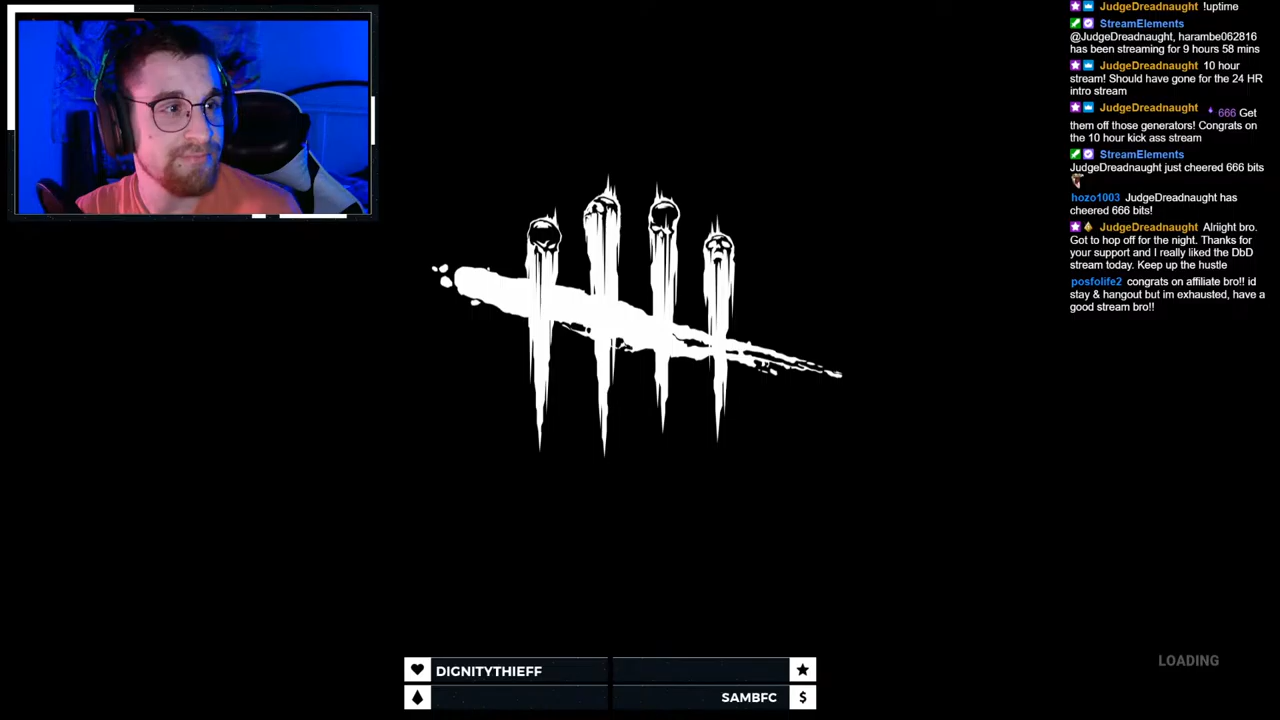 JudgeDreadnaught !uptime
StreamElements
@JudgeDreadnaught, harambe062816
has been streaming for 9 hours 58 mins
JudgeDreadnaught 10 hour
stream! Should have gone for the 24 HR
intro stream
JudgeDreadnaught 666 Get
them off those generators! Congrats on
the 10 hour kick ass stream
StreamElements
JudgeDreadnaught just cheered 666 bits
hozo1003 JudgeDreadnaught has
cheered 666 bits!
JudgeDreadnaught Alriight bro.
Got to hop off for the night. Thanks for
your support and I really liked the DbD
stream today. Keep up the hustle
posfolife2 congrats on affiliate bro!! id
stay & hangout but im exhausted, have a
good stream bro!!
LOADING
DIGNITYTHIEFF
SAMBFC $